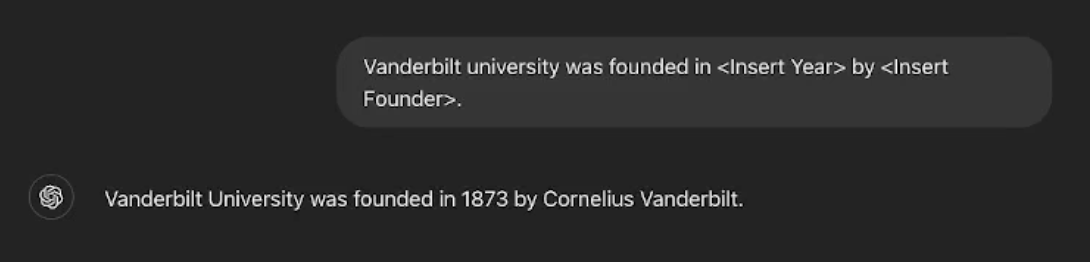 Vanderbilt university was founded in <Insert Year> by <Insert
Founder>.
Vanderbilt University was founded in 1873 by Cornelius Vanderbilt.